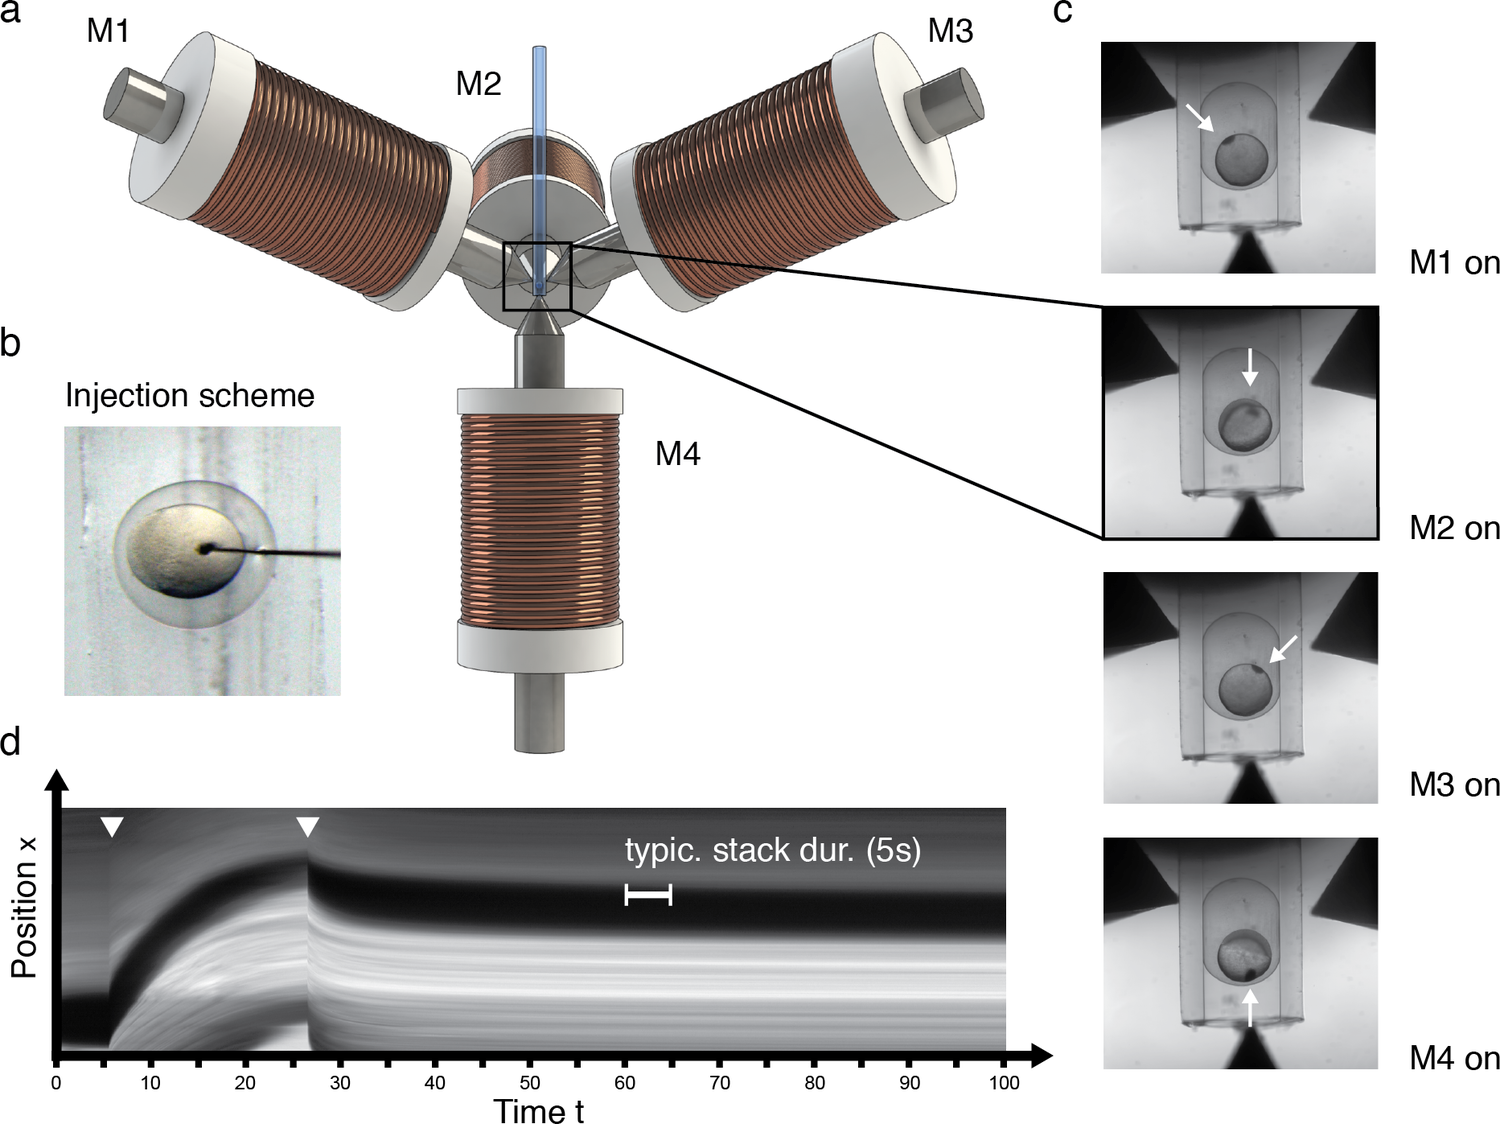 a
M1
M2
M3
c
M1 on
M2 on
b
Injection scheme
M4
M3 on
d
Position x
typic. stack dur. (5s)
0 10 20 30 40 50 60 70 80 90 100
Time t
M4 on